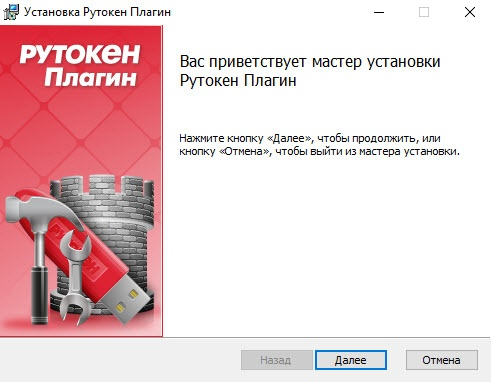 Установка Рутокен Плагин
РУТОКЕН
Плагин
Вас приветствует мастер установки
Рутокен Плагин
Нажмите кнопку «Далее», чтобы продолжить, или
кнопку «Отмена», чтобы выйти из мастера установки.
РУТОКЕН
Назад
Далее
Отмена